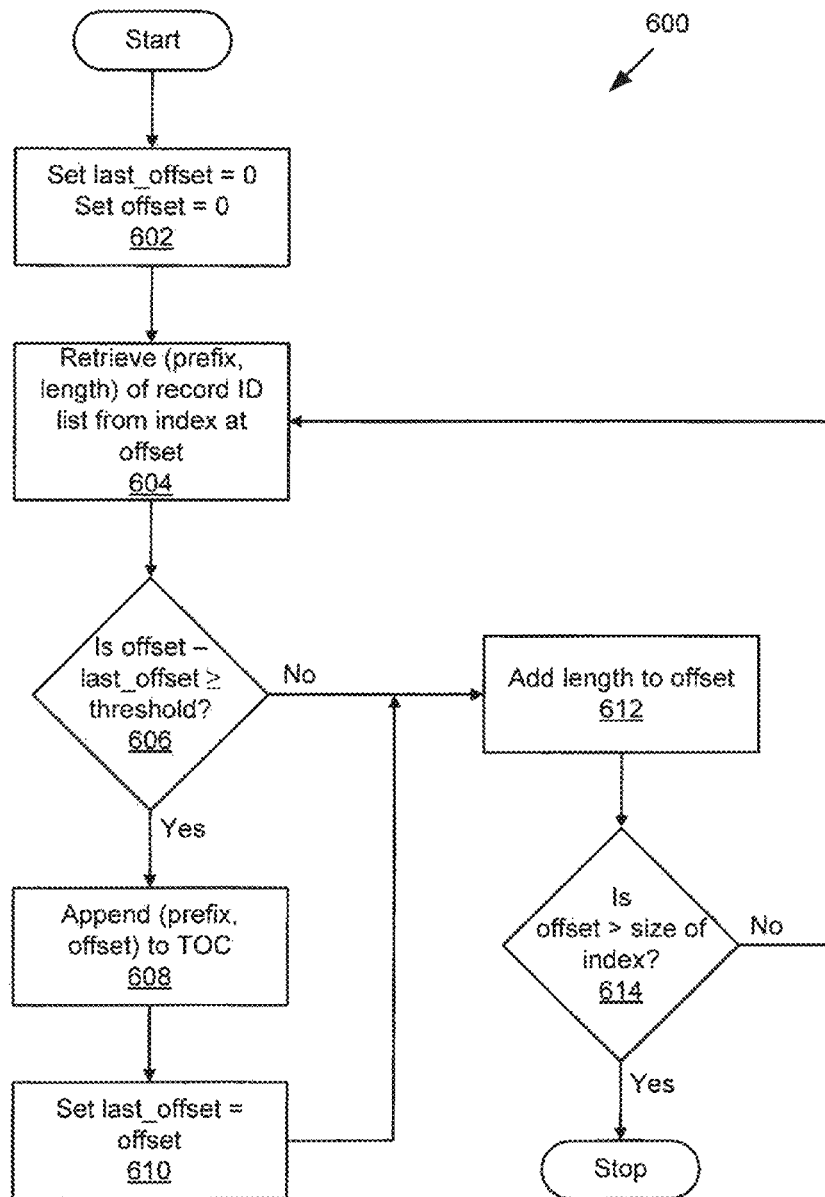 Start
600
Set last_offset = 0
Set offset = 0
602
Retrieve (prefix,
length) of record ID
list from index at
offset
604
Is offset –
last_offset ≥
threshold?
606
No
Yes
Add length to offset
612
Append (prefix,
offset) to TOC
608
Is
offset > size of
index?
614
No
Yes
Set last_offset =
offset
610
Stop